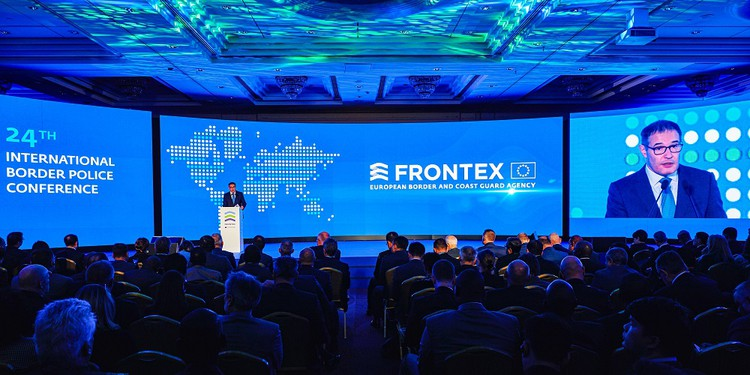 24TH
INTERNATIONAL
BORDER POLICE
CONFERENCE
FRONTEX
EUROPEAN BORDER AND COAST GUARD AGENCY